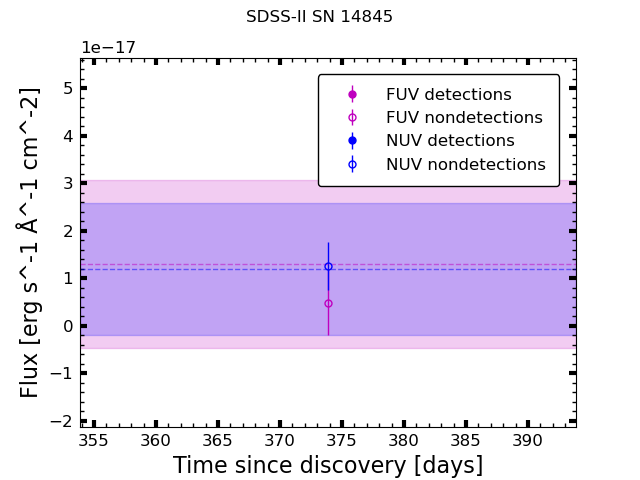 SDSS-II SN 14845
1e−17
5
4
3
2
1
0
−1
−2
Flux [erg s^-1 Å^-1 cm^-2]
FUV detections
FUV nondetections
NUV detections
NUV nondetections
355 360 365 370 375 380 385 390
Time since discovery [days]